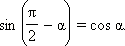 sin(π/2 − α) = cos α.